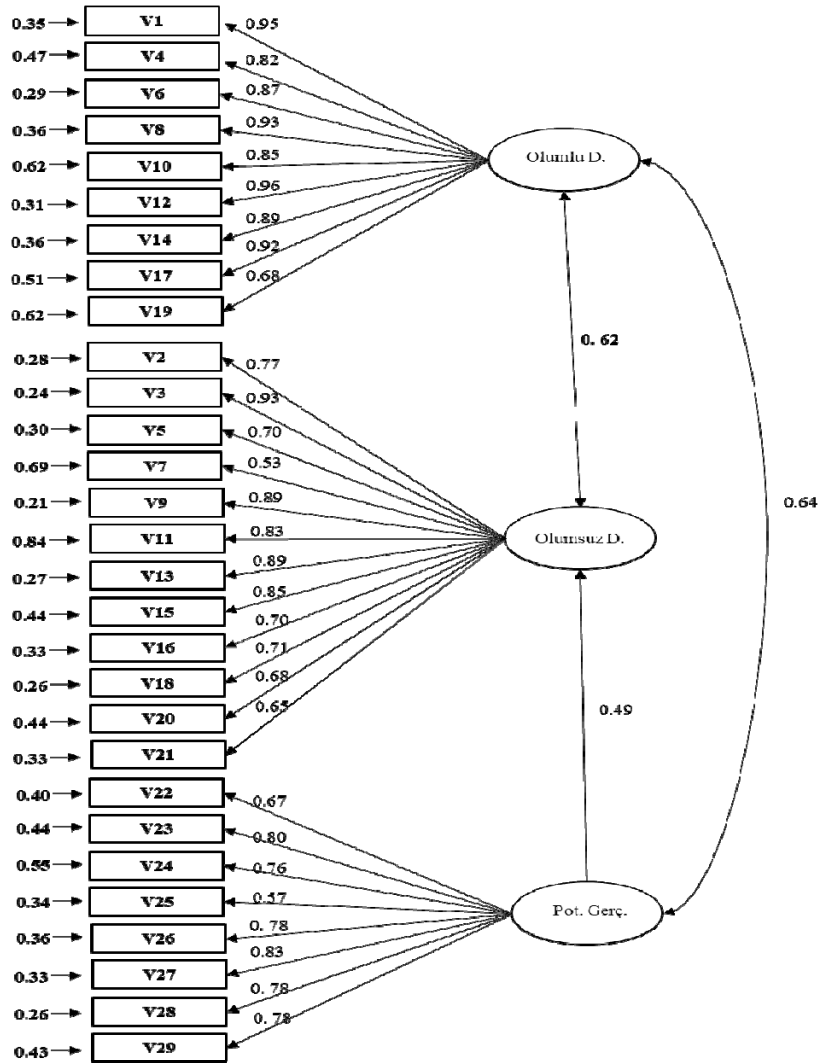 0.35 V1 0.95
0.47 V4 0.82
0.29 V6 0.87
0.36 V8 0.93
0.62 V10 0.85
0.31 V12 0.96
0.36 V14 0.89
0.51 V17 0.92
0.62 V19 0.68
Olumlu D.
0.62
0.28 V2 0.77
0.24 V3 0.93
0.30 V5 0.70
0.69 V7 0.53
0.21 V9 0.89
0.84 V11 0.83
0.27 V13 0.89
0.44 V15 0.85
0.33 V16 0.70
0.26 V18 0.71
0.44 V20 0.68
0.33 V21 0.65
Olumsuz D.
0.64
0.49
0.40 V22 0.67
0.44 V23 0.80
0.55 V24 0.76
0.34 V25 0.57
0.36 V26 0.78
0.33 V27 0.83
0.26 V28 0.78
0.43 V29 0.78
Pot. Gerç.